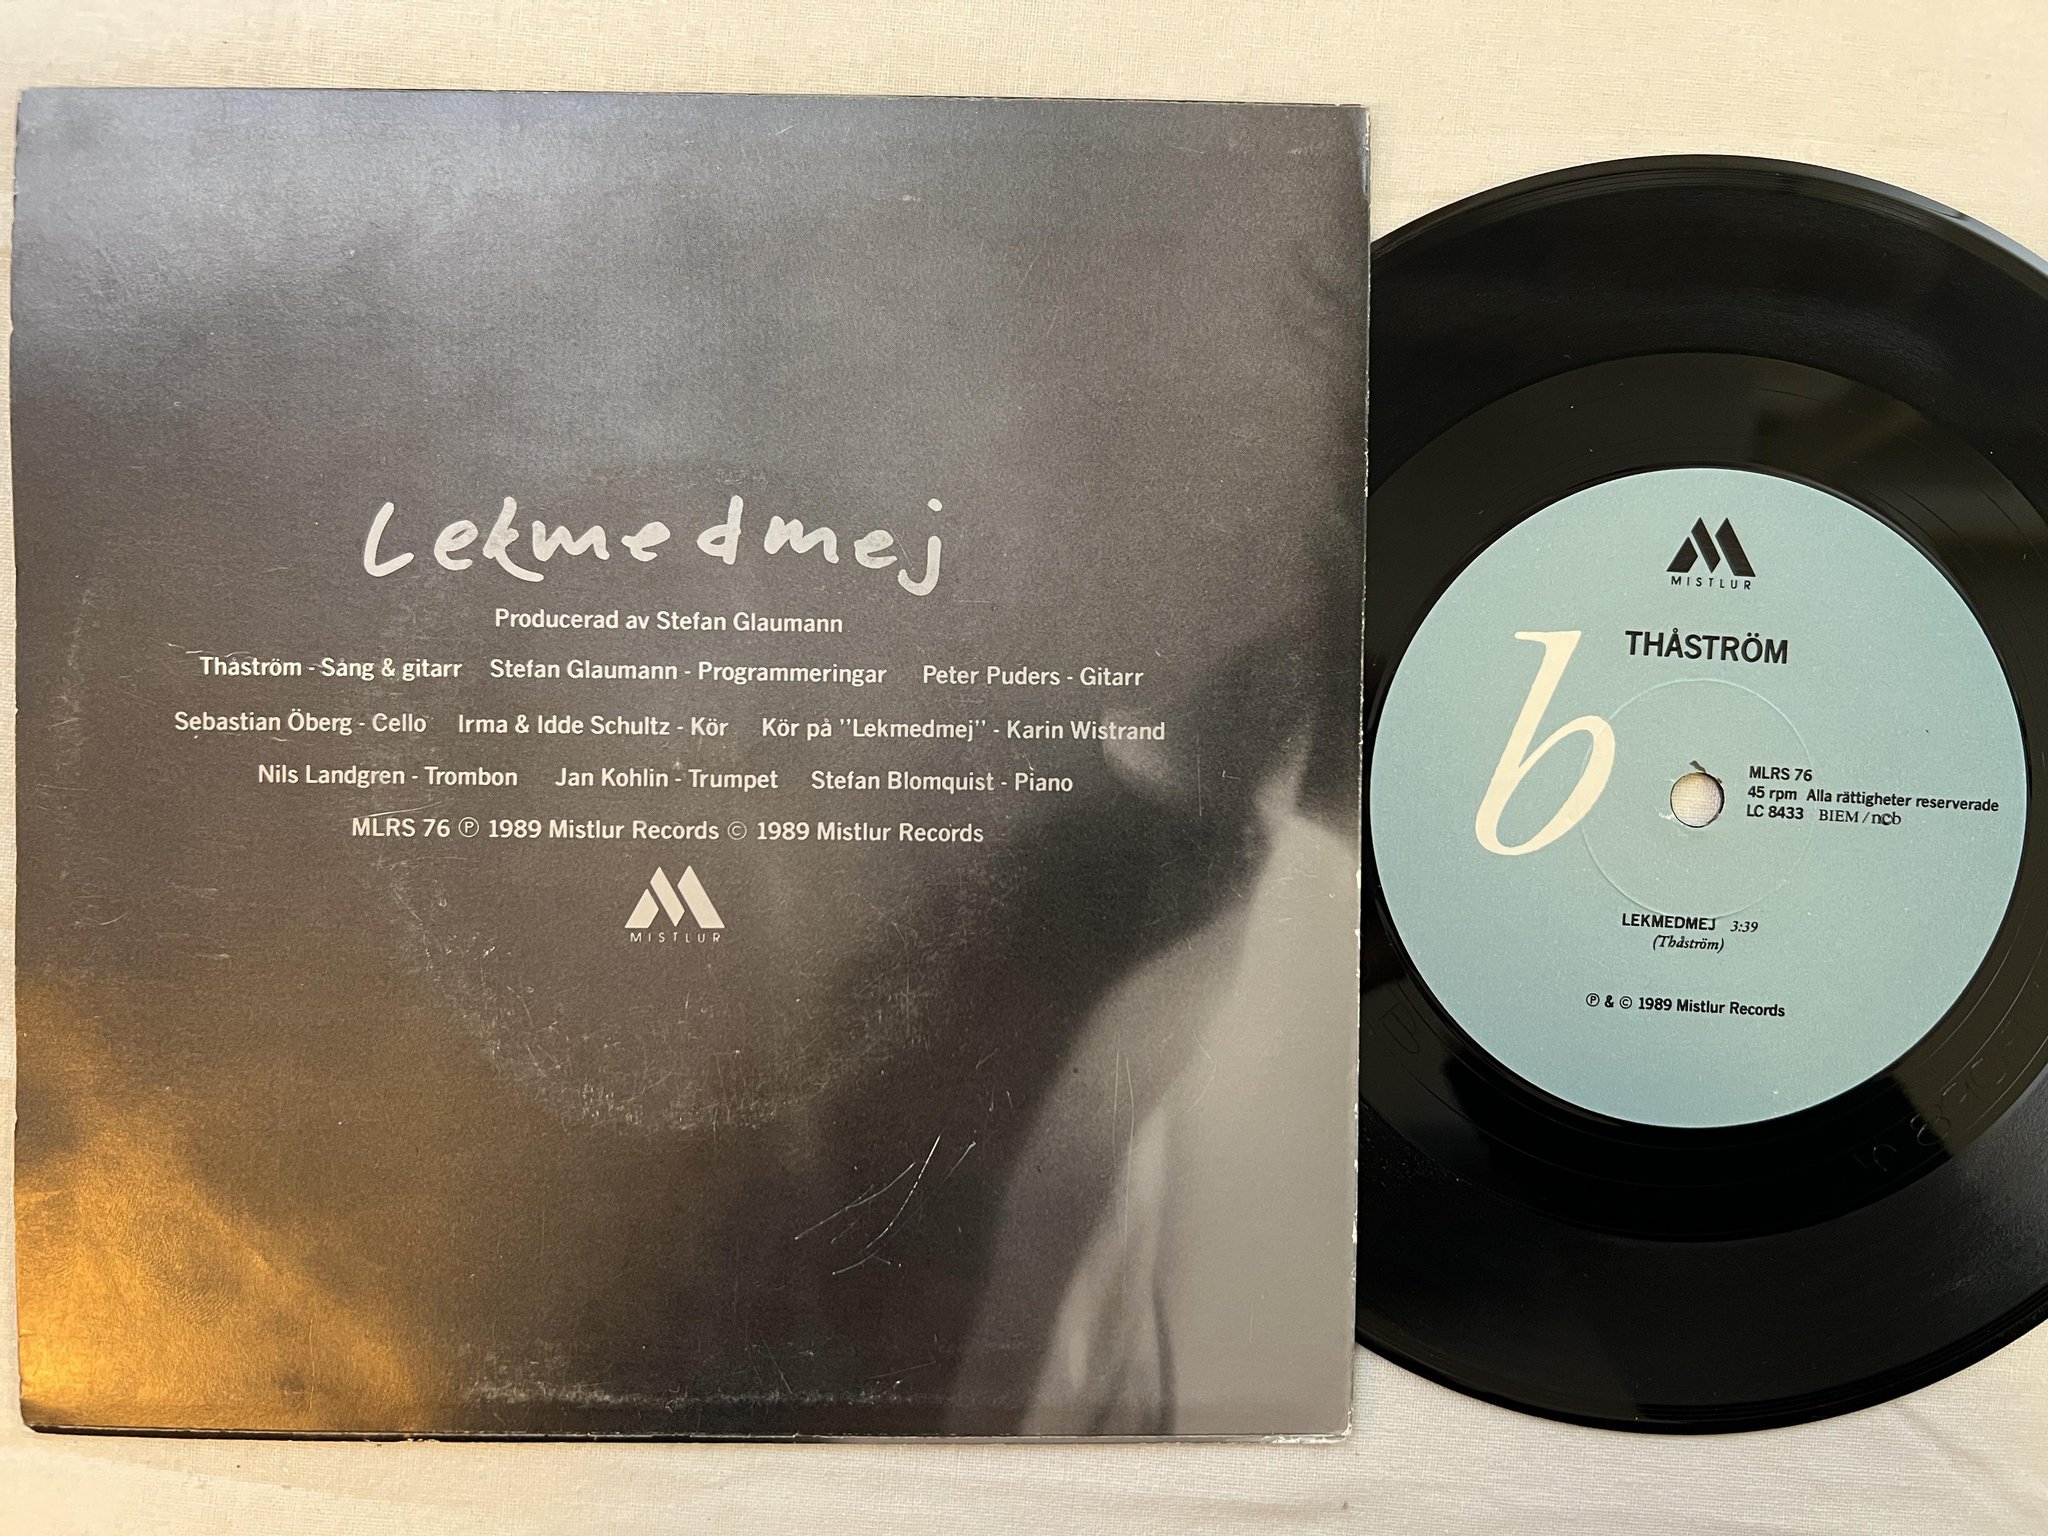 Lekmedmej
Producerad av Stefan Glaumann
Thåström - Sång & gitarr Stefan Glaumann - Programmeringar Peter Puders - Gitarr
Sebastian Öberg - Cello Irma & Idde Schultz - Kör Kör på "Lekmedmej" - Karin Wistrand
Nils Landgren - Trombon Jan Kohlin - Trumpet Stefan Blomquist - Piano
MLRS 76 ℗ 1989 Mistlur Records © 1989 Mistlur Records
MISTLUR
MISTLUR
THÅSTRÖM
b
MLRS 76
45 rpm Alla rättigheter reserverade
LC 8433 BIEM/ncb
LEKMEDMEJ 3:39
(Thåström)
℗ & © 1989 Mistlur Records